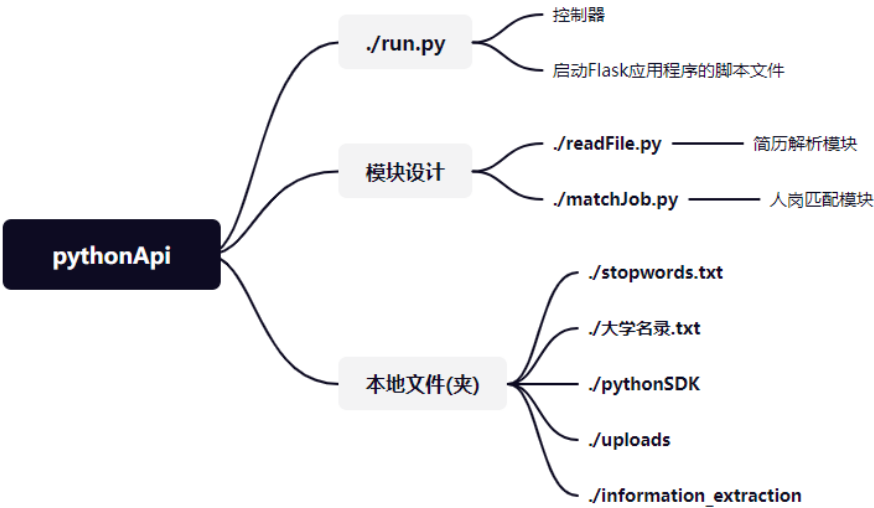 pythonApi
./run.py
控制器
启动Flask应用程序的脚本文件
模块设计
./readFile.py
简历解析模块
./matchJob.py
人岗匹配模块
本地文件(夹)
./stopwords.txt
./大学名录.txt
./pythonSDK
./uploads
./information_extraction